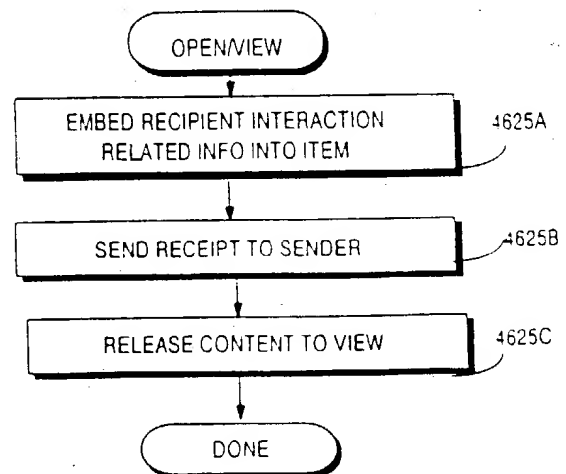 OPEN/VIEW
EMBED RECIPIENT INTERACTION
RELATED INFO INTO ITEM
4625A
SEND RECEIPT TO SENDER
4625B
RELEASE CONTENT TO VIEW
4625C
DONE